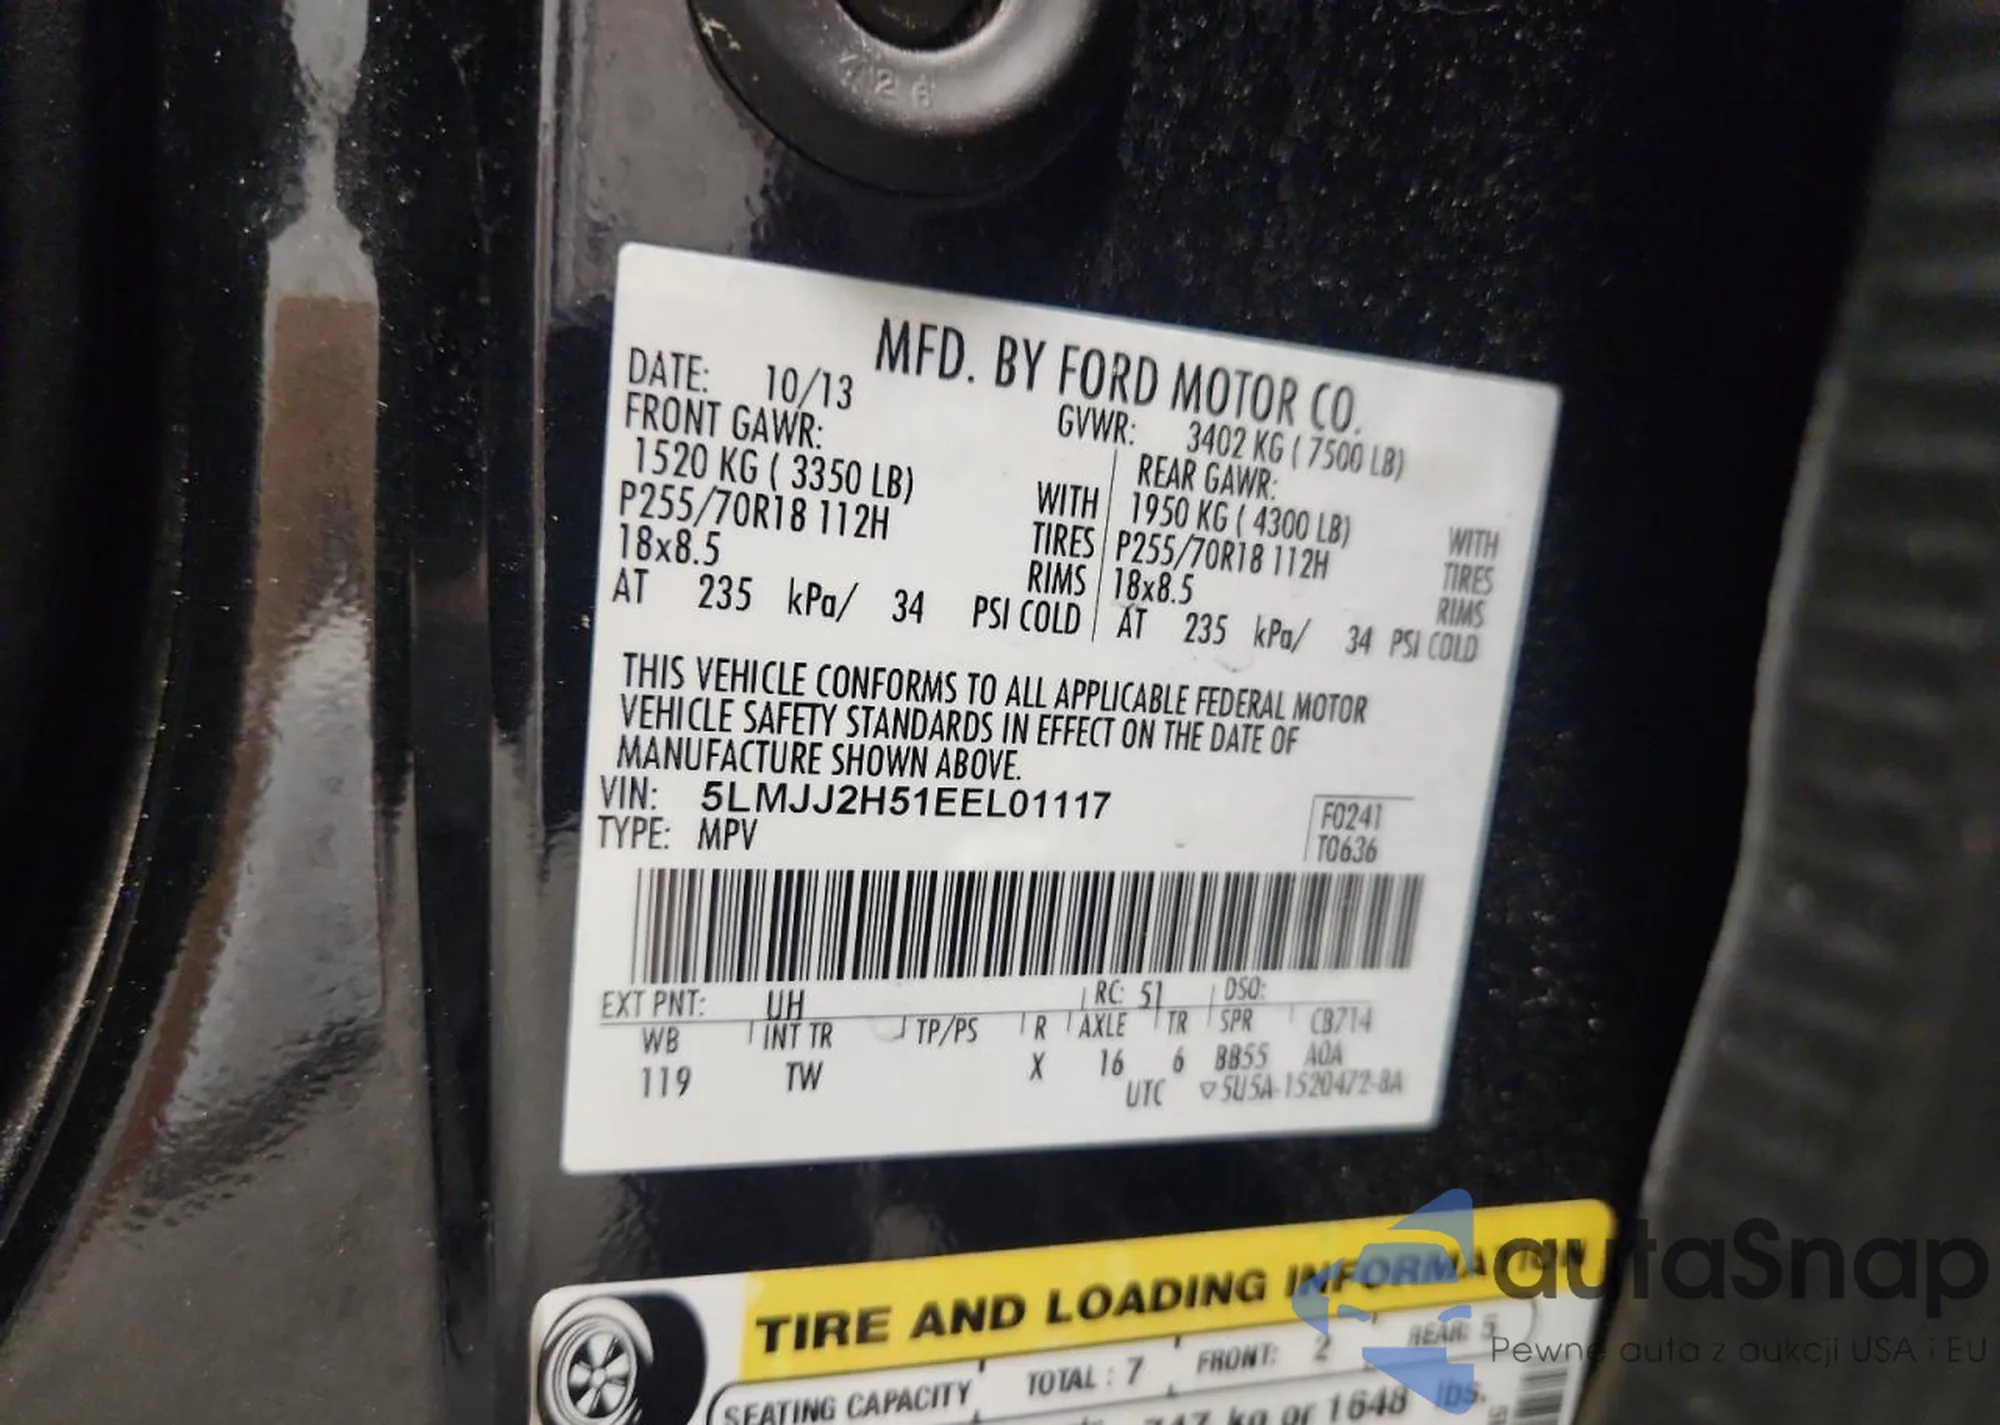 726
MFD. BY FORD MOTOR CO.
DATE: 10/13
GVWR: 3402 KG ( 7500 LB)
FRONT GAWR:
REAR GAWR:
1520 KG ( 3350 LB) WITH
1950 KG ( 4300 LB) WITH
P255/70R18 112H TIRES
P255/70R18 112H TIRES
18x8.5 RIMS
18x8.5 RIMS
AT 235 kPa/ 34 PSI COLD
AT 235 kPa/ 34 PSI COLD
THIS VEHICLE CONFORMS TO ALL APPLICABLE FEDERAL MOTOR
VEHICLE SAFETY STANDARDS IN EFFECT ON THE DATE OF
MANUFACTURE SHOWN ABOVE.
VIN: 5LMJJ2H51EEL01117
F0241
TYPE: MPV
T0636
EXT PNT: UH RC: 51 DSO:
WB INT TR TP/PS R AXLE TR SPR CB714
119 TW X 16 6 BB55 AOA
UTC ▽5U5A-1520472-BA
TIRE AND LOADING INFORMATION
SEATING CAPACITY TOTAL : 7 FRONT: 2 REAR: 5
kg or 1648 lbs.
autaSnap
Pewne auta z aukcji USA i EU